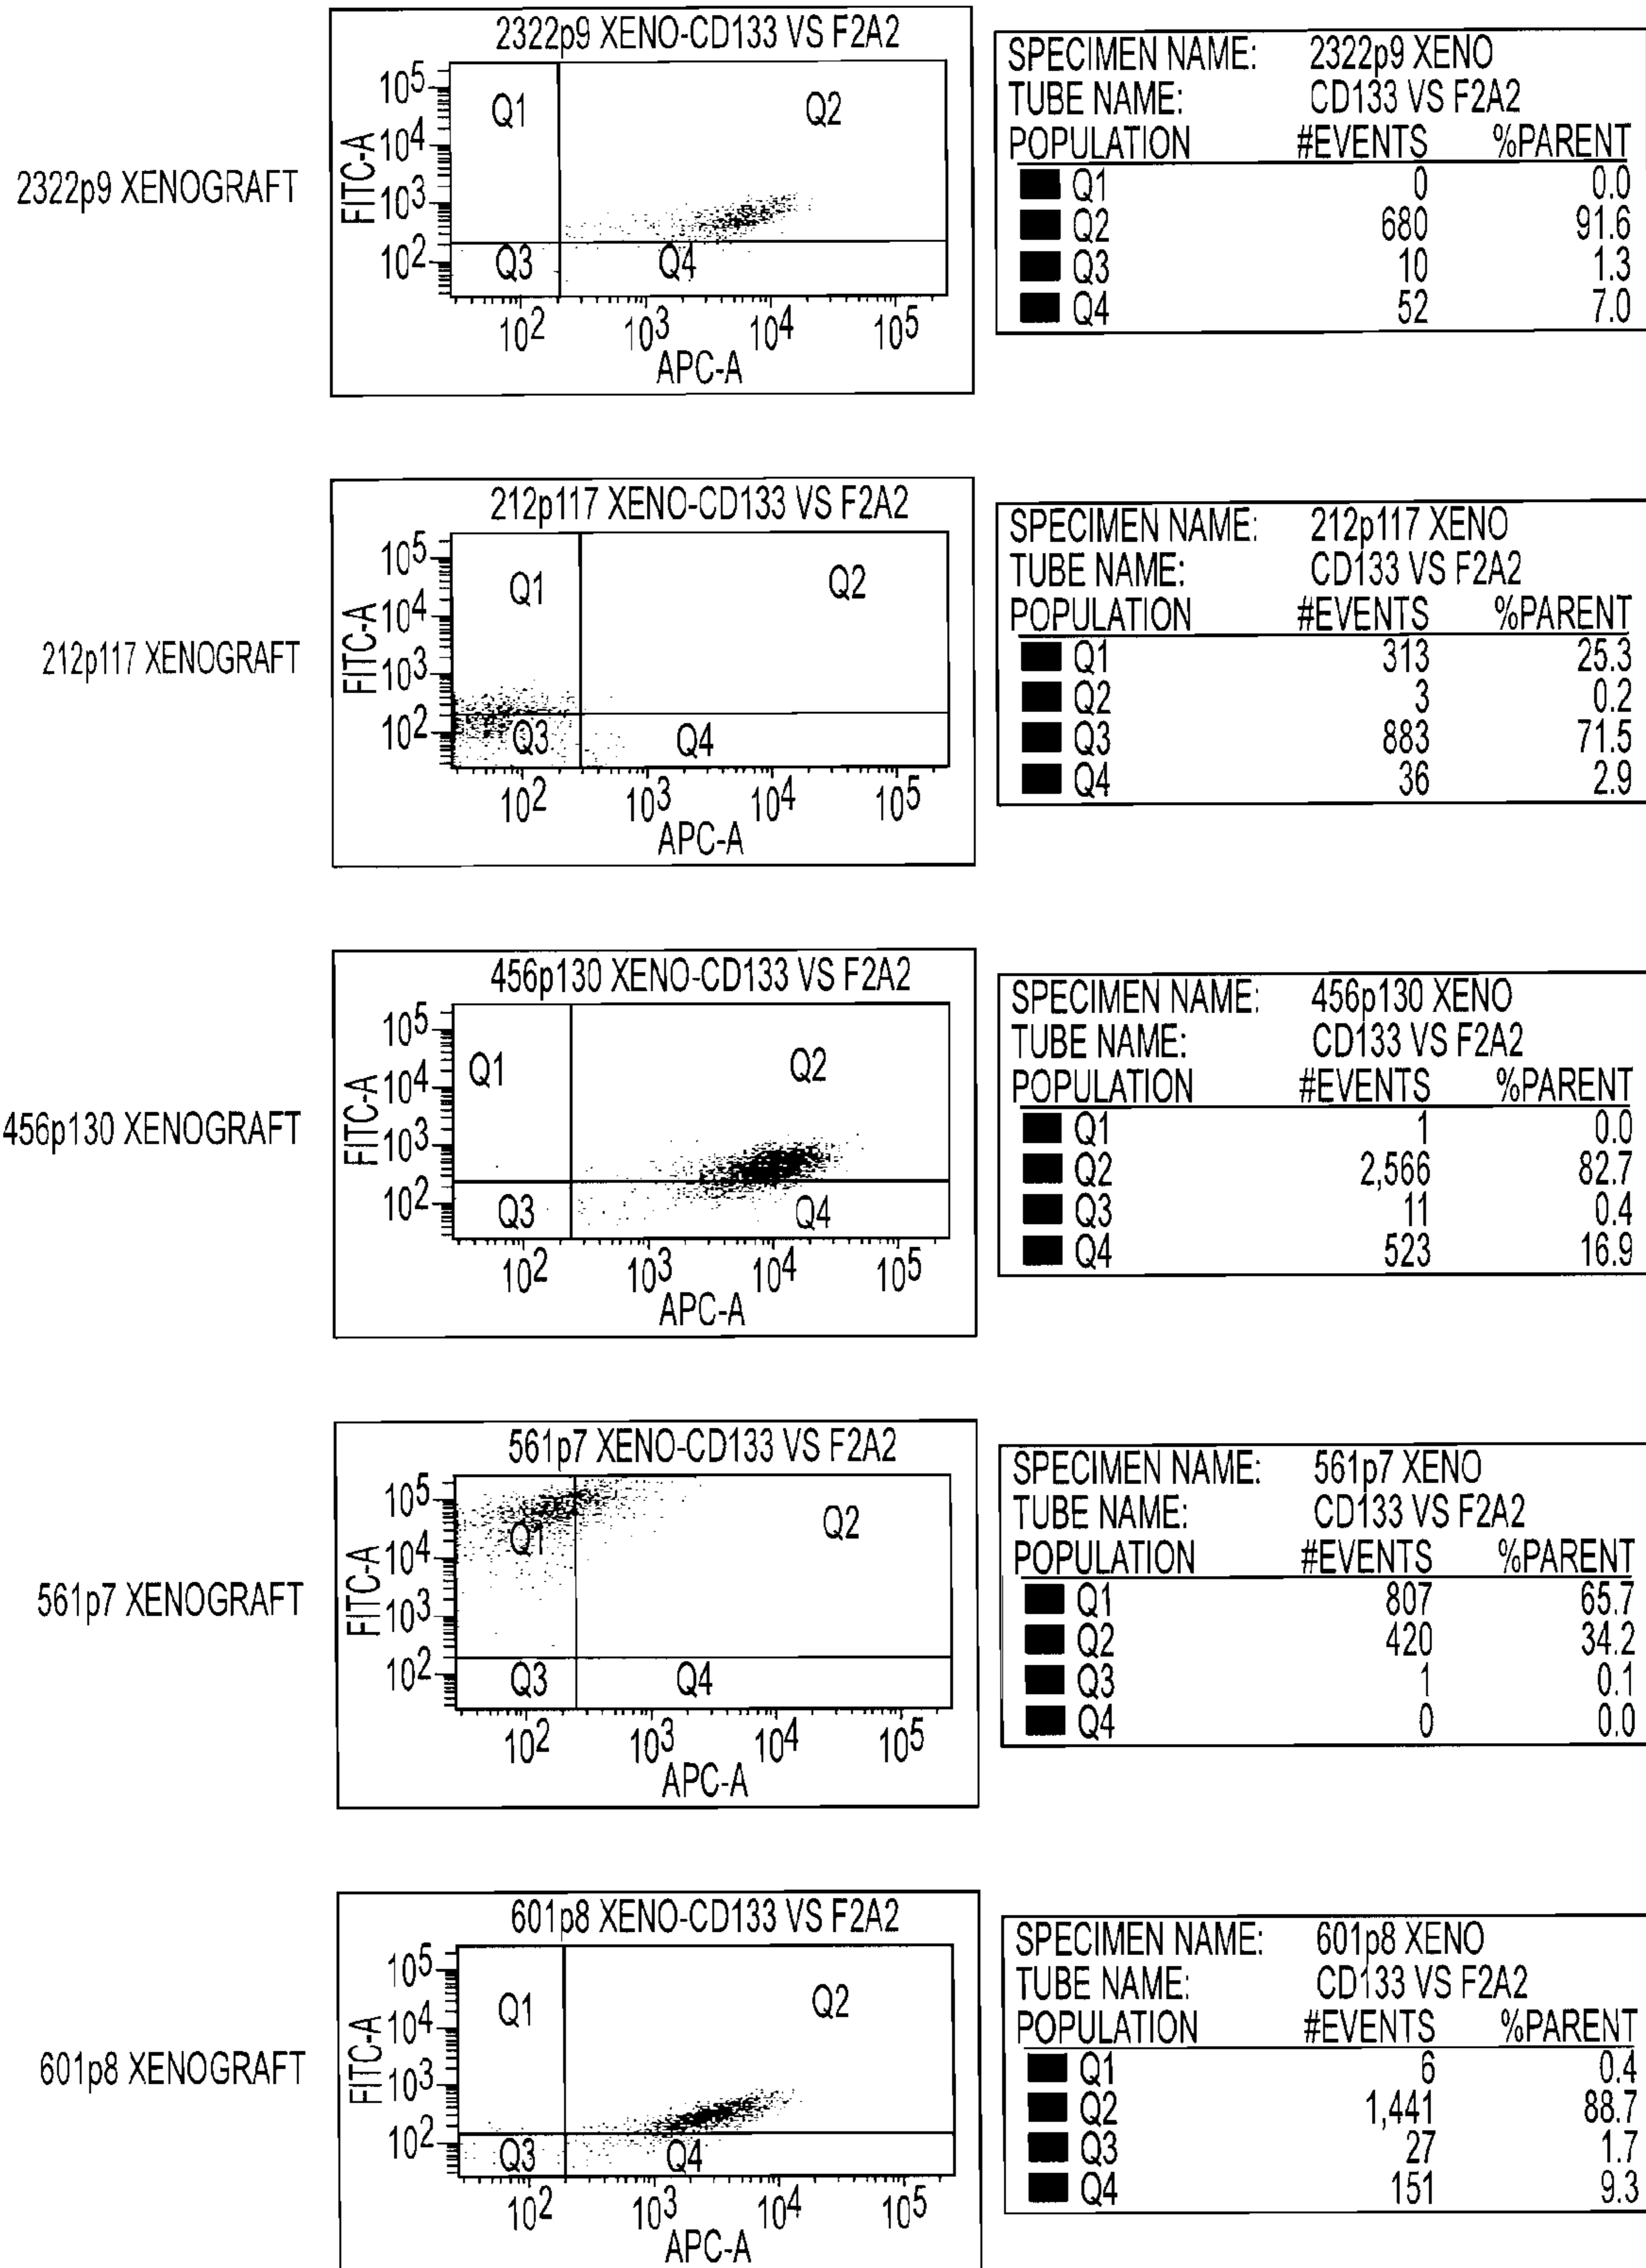 2322p9 XENOGRAFT
2322p9 XENO-CD133 VS F2A2
FITC-A
10^5
10^4
10^3
10^2
Q1
Q2
Q3
Q4
10^2 10^3 10^4 10^5
APC-A
SPECIMEN NAME: 2322p9 XENO
TUBE NAME: CD133 VS F2A2
POPULATION #EVENTS %PARENT
Q1 0 0.0
Q2 680 91.6
Q3 10 1.3
Q4 52 7.0
212p117 XENOGRAFT
212p117 XENO-CD133 VS F2A2
FITC-A
10^5
10^4
10^3
10^2
Q1
Q2
Q3
Q4
10^2 10^3 10^4 10^5
APC-A
SPECIMEN NAME: 212p117 XENO
TUBE NAME: CD133 VS F2A2
POPULATION #EVENTS %PARENT
Q1 313 25.3
Q2 3 0.2
Q3 883 71.5
Q4 36 2.9
456p130 XENOGRAFT
456p130 XENO-CD133 VS F2A2
FITC-A
10^5
10^4
10^3
10^2
Q1
Q2
Q3
Q4
10^2 10^3 10^4 10^5
APC-A
SPECIMEN NAME: 456p130 XENO
TUBE NAME: CD133 VS F2A2
POPULATION #EVENTS %PARENT
Q1 1 0.0
Q2 2,566 82.7
Q3 11 0.4
Q4 523 16.9
561p7 XENOGRAFT
561p7 XENO-CD133 VS F2A2
FITC-A
10^5
10^4
10^3
10^2
Q1
Q2
Q3
Q4
10^2 10^3 10^4 10^5
APC-A
SPECIMEN NAME: 561p7 XENO
TUBE NAME: CD133 VS F2A2
POPULATION #EVENTS %PARENT
Q1 807 65.7
Q2 420 34.2
Q3 1 0.1
Q4 0 0.0
601p8 XENOGRAFT
601p8 XENO-CD133 VS F2A2
FITC-A
10^5
10^4
10^3
10^2
Q1
Q2
Q3
Q4
10^2 10^3 10^4 10^5
APC-A
SPECIMEN NAME: 601p8 XENO
TUBE NAME: CD133 VS F2A2
POPULATION #EVENTS %PARENT
Q1 6 0.4
Q2 1,441 88.7
Q3 27 1.7
Q4 151 9.3